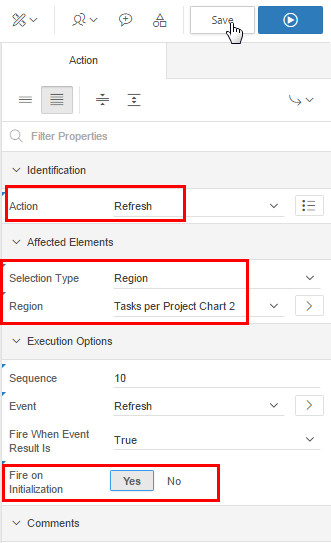 Save
Action
Filter Properties
Identification
Action Refresh
Affected Elements
Selection Type Region
Region Tasks per Project Chart 2
Execution Options
Sequence 10
Event Refresh
Fire When Event
Result Is True
Fire on
Initialization Yes No
Comments